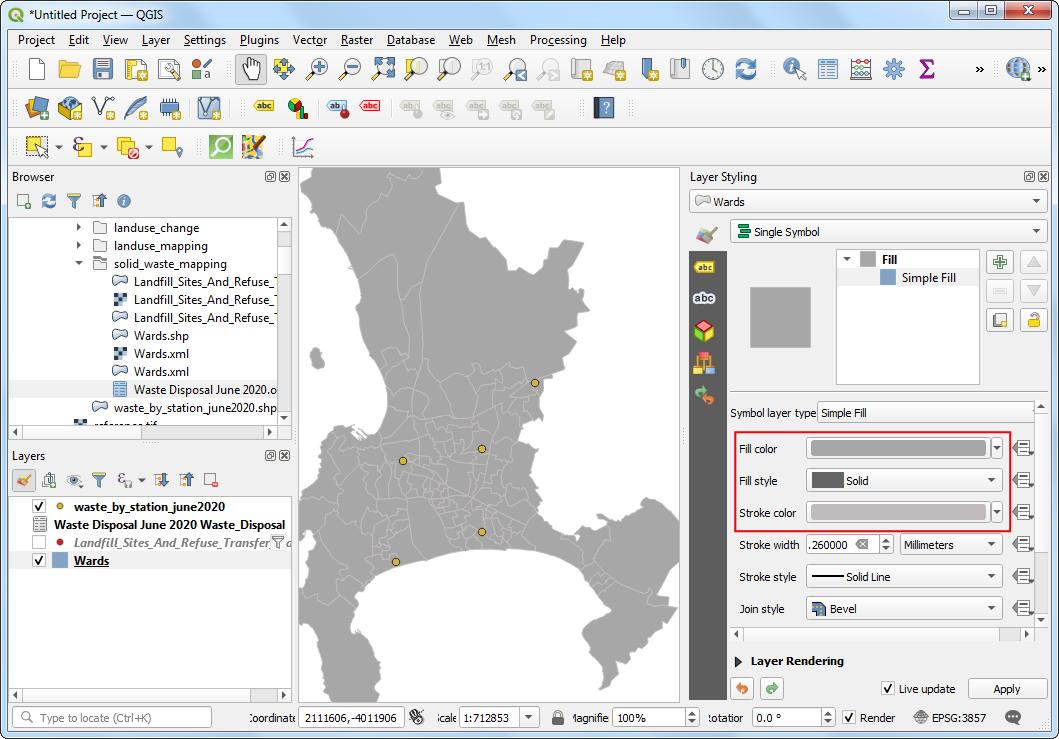 *Untitled Project — QGIS
Project Edit View Layer Settings Plugins Vector Raster Database Web Mesh Processing Help
Browser
landuse_change
landuse_mapping
solid_waste_mapping
Landfill_Sites_And_Refuse_T
Landfill_Sites_And_Refuse_T
Landfill_Sites_And_Refuse_T
Wards.shp
Wards.xml
Wards.xml
Waste Disposal June 2020.o
waste_by_station_june2020.shp
reference.tif
Layers
waste_by_station_june2020
Waste Disposal June 2020 Waste_Disposal
Landfill_Sites_And_Refuse_Transfer
Wards
Layer Styling
Wards
Single Symbol
Fill
Simple Fill
Symbol layer type Simple Fill
Fill color
Fill style Solid
Stroke color
Stroke width .260000 Millimeters
Stroke style Solid Line
Join style Bevel
Layer Rendering
Live update Apply
Type to locate (Ctrl+K) Coordinate 2111606,-4011906 Scale 1:712853 Magnifie 100% Rotation 0.0 ° Render EPSG:3857